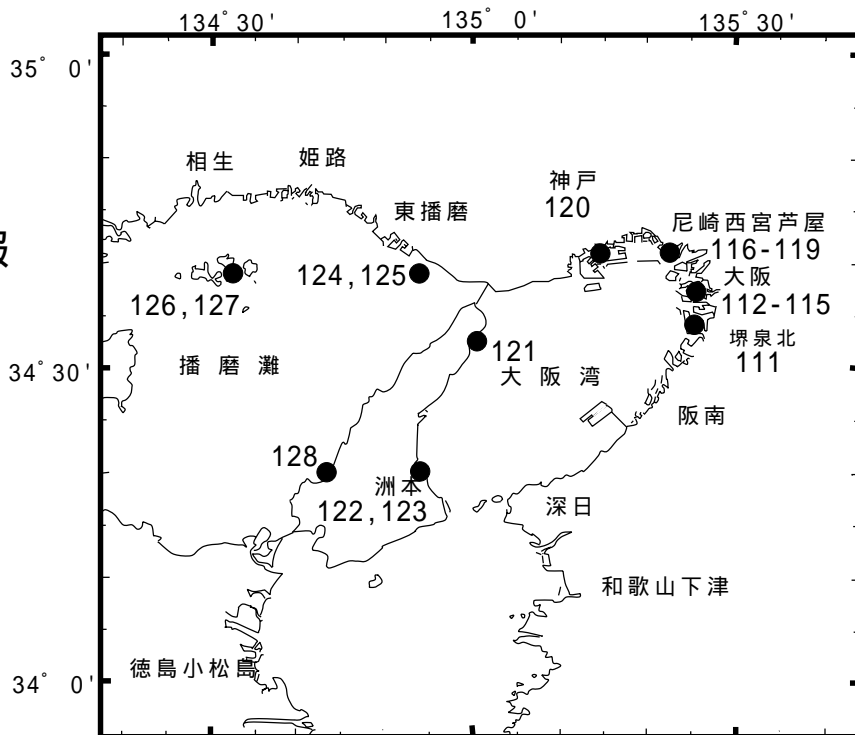 134°30' 135°0' 135°30'
35°0'
相生
姫路
神戸
120
東播磨
尼崎西宮芦屋
116-119
報
124,125
大阪
126,127
112-115
堺泉北
111
121
播磨灘
大阪湾
34°30'
阪南
128
洲本
122,123
深日
和歌山下津
徳島小松島
34°0'